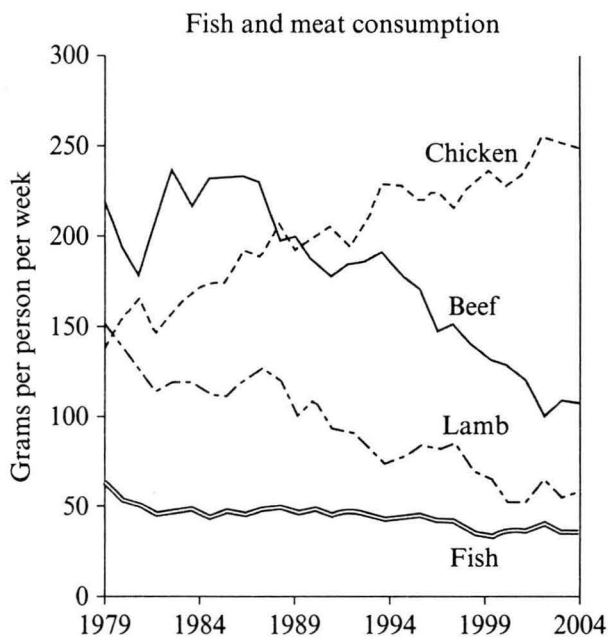 Fish and meat consumption
300
250
200
150
100
50
0
Grams per person per week
Chicken
Beef
Lamb
Fish
1979 1984 1989 1994 1999 2004